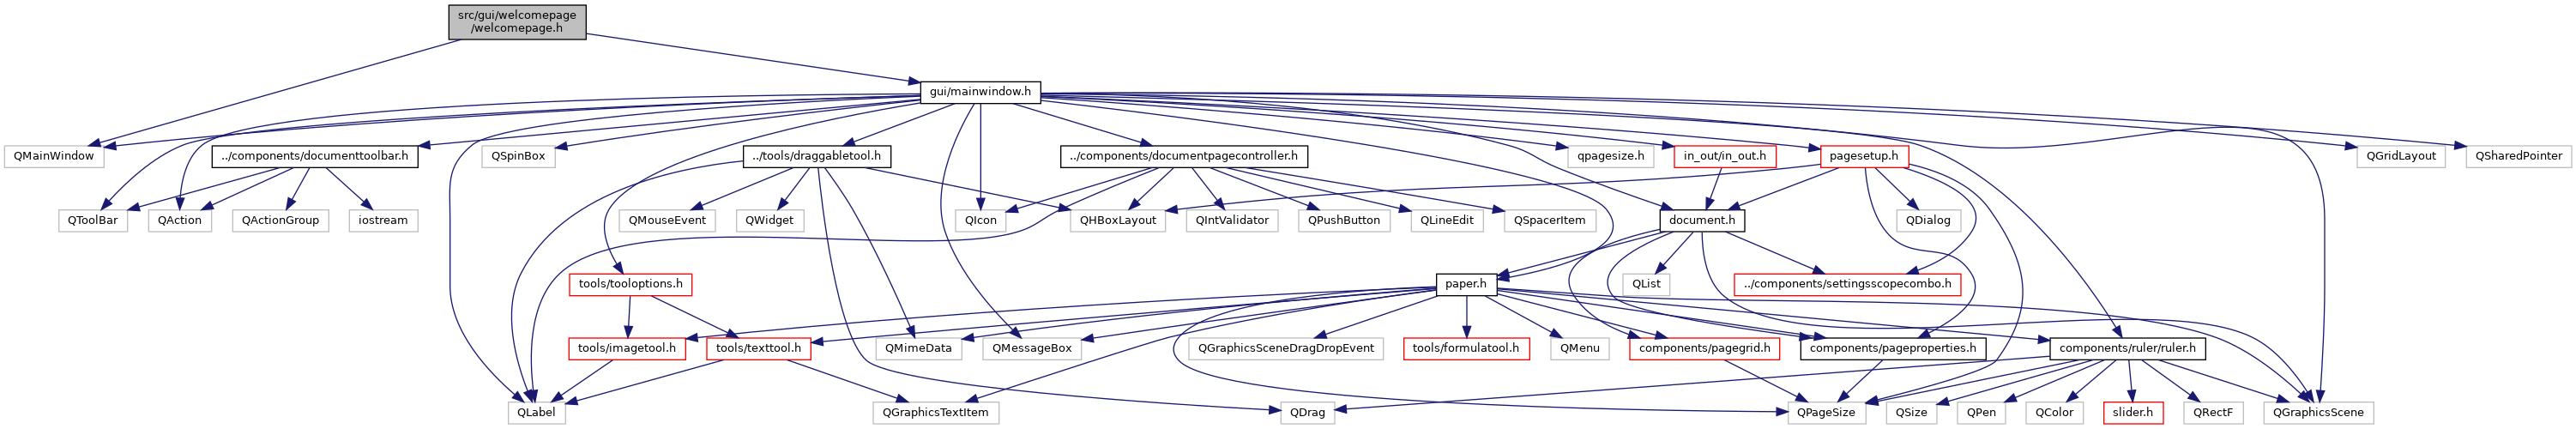 src/gui/welcomepage
/welcomepage.h
gui/mainwindow.h
QMainWindow
../components/documenttoolbar.h
QSpinBox
../tools/draggabletool.h
../components/documentpagecontroller.h
qpagesize.h
in_out/in_out.h
pagesetup.h
QGridLayout
QSharedPointer
QToolBar
QAction
QActionGroup
iostream
QMouseEvent
QWidget
QIcon
QHBoxLayout
QIntValidator
QPushButton
QLineEdit
QSpacerItem
document.h
QDialog
tools/tooloptions.h
paper.h
QList
../components/settingsscopecombo.h
tools/imagetool.h
tools/texttool.h
QMimeData
QMessageBox
QGraphicsSceneDragDropEvent
tools/formulatool.h
QMenu
components/pagegrid.h
components/pageproperties.h
components/ruler/ruler.h
QLabel
QGraphicsTextItem
QDrag
QPageSize
QSize
QPen
QColor
slider.h
QRectF
QGraphicsScene